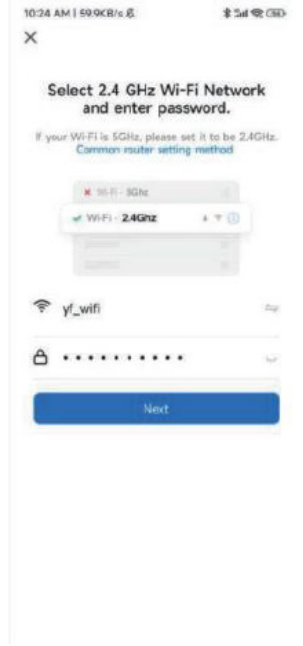 10:24 AM | 59.9KB/s
Select 2.4 GHz Wi-Fi Network
and enter password.
If your Wi-Fi is 5GHz, please set it to be 2.4GHz.
Common router setting method
Wi-Fi - 5Ghz
Wi-Fi - 2.4Ghz
yf_wifi
Next